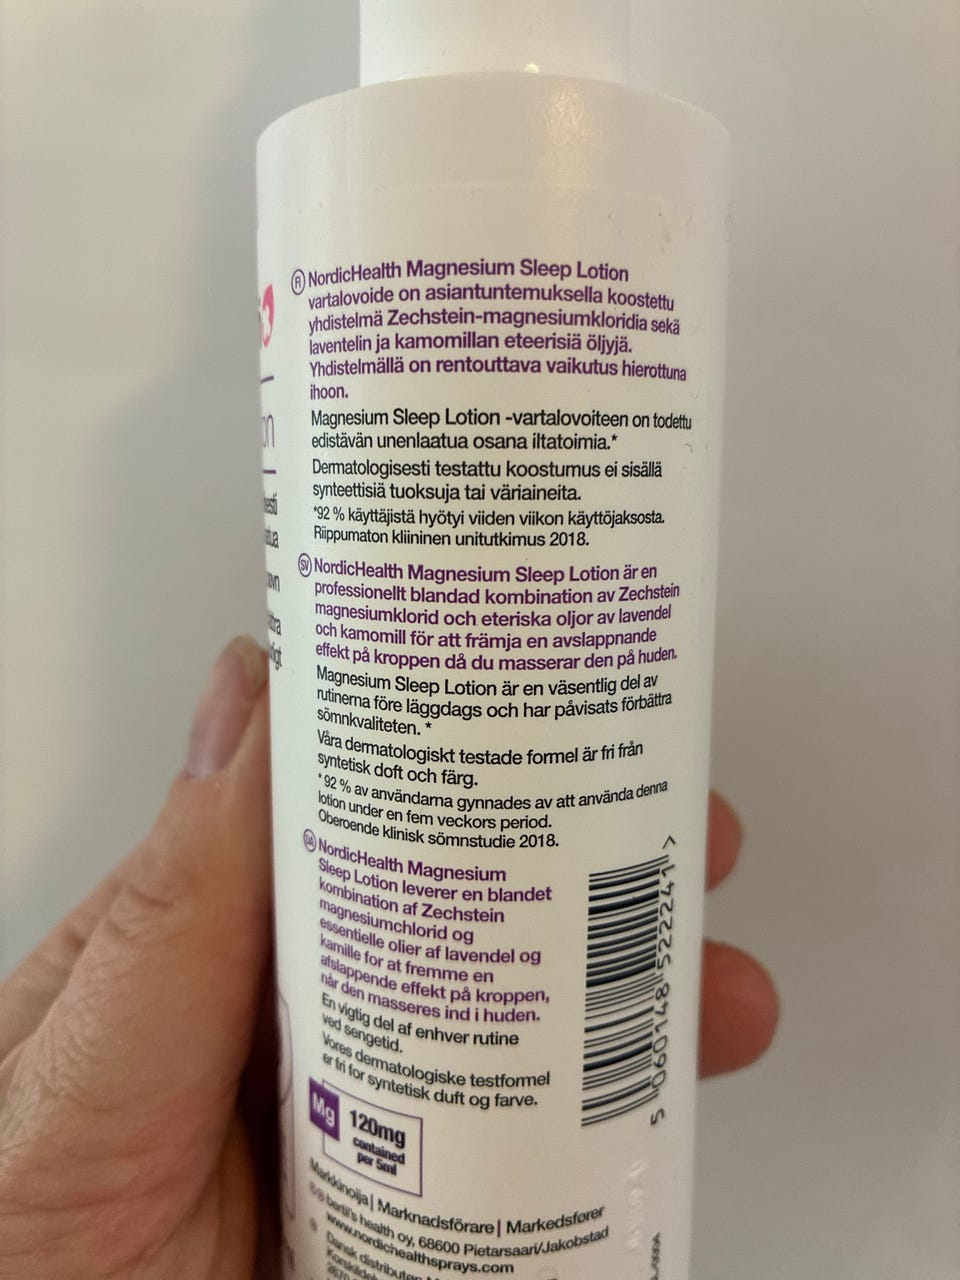 FI NordicHealth Magnesium Sleep Lotion
vartalovoide on asiantuntemuksella koostettu
yhdistelmä Zechstein-magnesiumkloridia sekä
laventelin ja kamomillan eteerisiä öljyjä.
Yhdistelmällä on rentouttava vaikutus hierottuna
ihoon.
Magnesium Sleep Lotion -vartalovoiteen on todettu
edistävän unenlaatua osana iltatoimia.*
Dermatologisesti testattu koostumus ei sisällä
synteettisiä tuoksuja tai väriaineita.
*92 % käyttäjistä hyötyi viiden viikon käyttöjaksosta.
Riippumaton kliininen unitutkimus 2018.
SV NordicHealth Magnesium Sleep Lotion är en
professionellt blandad kombination av Zechstein
magnesiumklorid och eteriska oljor av lavendel
och kamomill för att främja en avslappnande
effekt på kroppen då du masserar den på huden.
Magnesium Sleep Lotion är en väsentlig del av
rutinerna före läggdags och har påvisats förbättra
sömnkvaliteten. *
Våra dermatologiskt testade formel är fri från
syntetisk doft och färg.
*92 % av användarna gynnades av att använda denna
lotion under en fem veckors period.
Oberoende klinisk sömnstudie 2018.
DA NordicHealth Magnesium
Sleep Lotion leverer en blandet
kombination af Zechstein
magnesiumchlorid og
essentielle olier af lavendel og
kamille for at fremme en
afslappende effekt på kroppen,
når den masseres ind i huden.
En vigtig del af enhver rutine
ved sengetid.
Vores dermatologiske testformel
er fri for syntetisk duft og farve.
5 060148 522241 >
Mg 120mg
contained
per 5ml
Markkinoija | Marknadsförare | Markedsfører
bertil's health oy, 68600 Pietarsaari/Jakobstad
www.nordichealthsprays.com
Dansk distributør